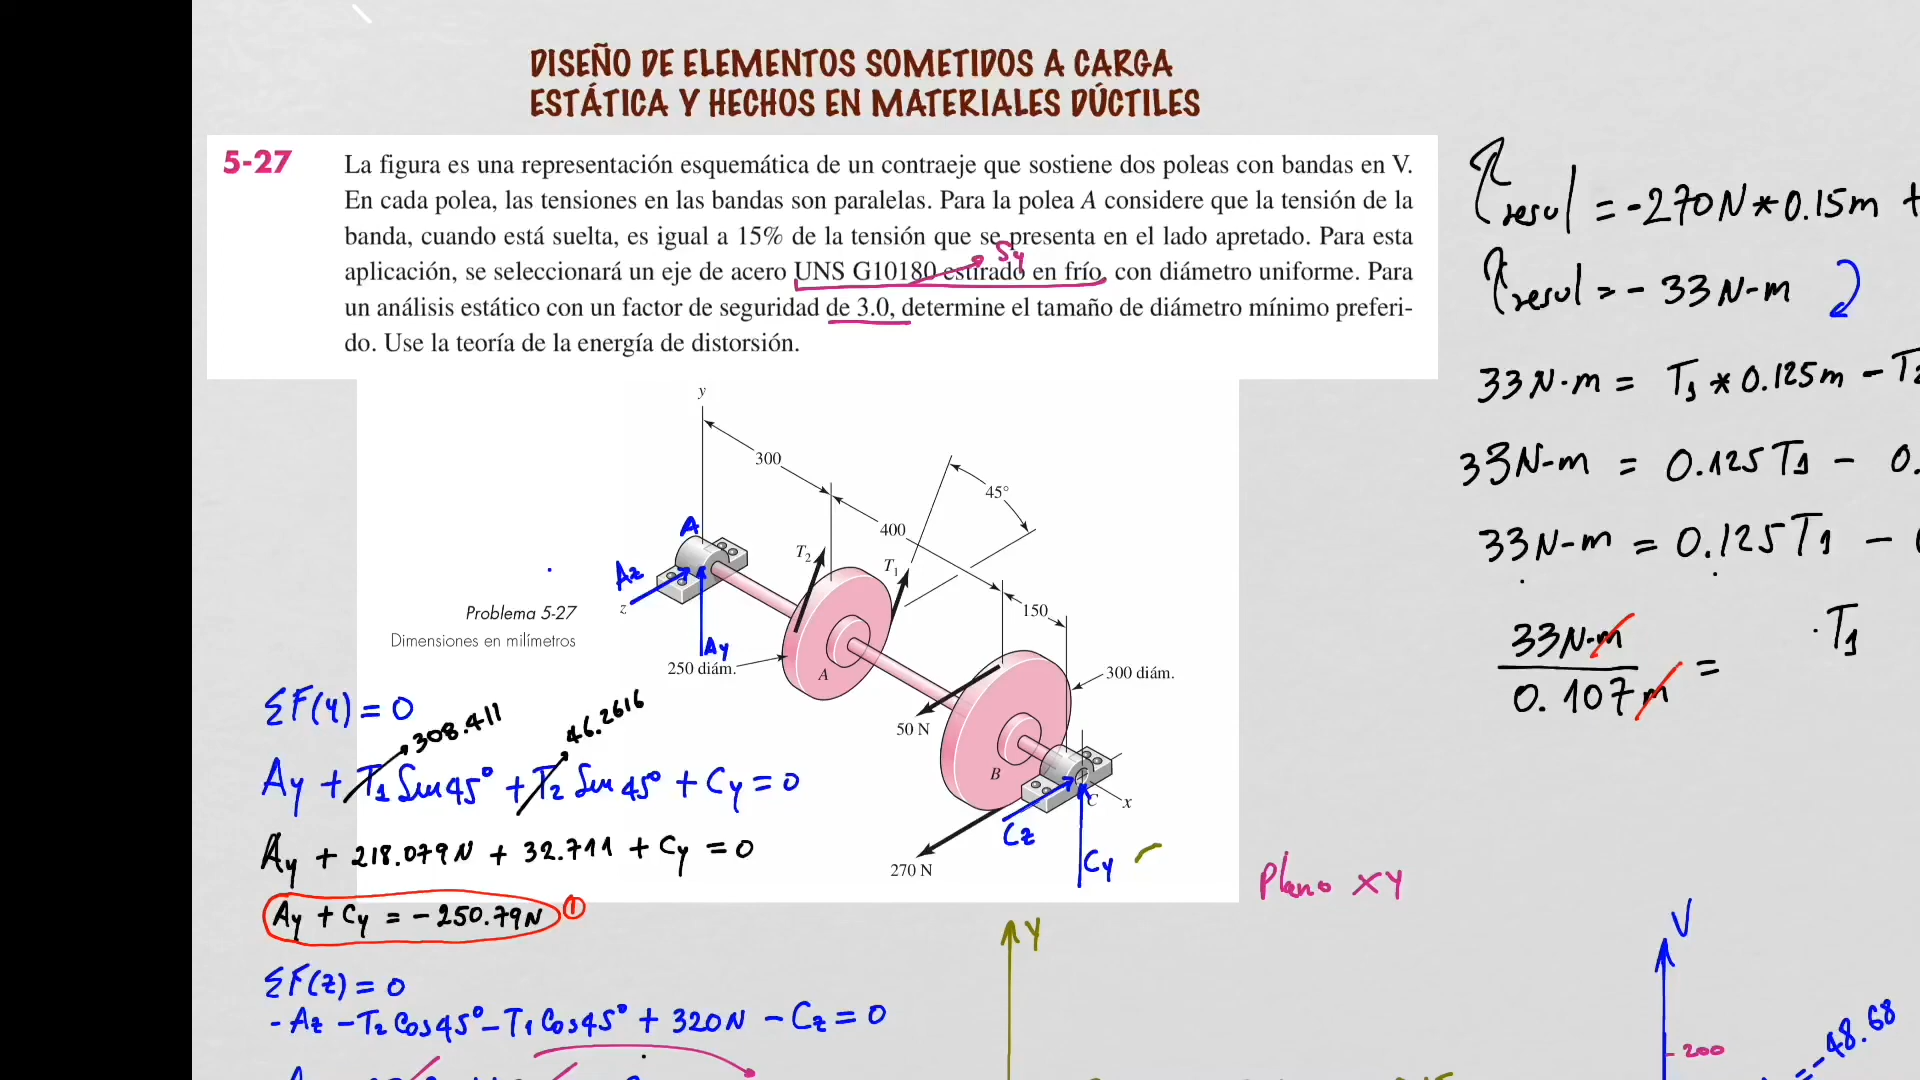 DISEÑO DE ELEMENTOS SOMETIDOS A CARGA
ESTÁTICA Y HECHOS EN MATERIALES DÚCTILES
5-27 La figura es una representación esquemática de un contraeje que sostiene dos poleas con bandas en V.
En cada polea, las tensiones en las bandas son paralelas. Para la polea A considere que la tensión de la
banda, cuando está suelta, es igual a 15% de la tensión que se presenta en el lado apretado. Para esta
aplicación, se seleccionará un eje de acero UNS G10180 estirado en frío, con diámetro uniforme. Para
un análisis estático con un factor de seguridad de 3.0, determine el tamaño de diámetro mínimo preferi-
do. Use la teoría de la energía de distorsión.
Sy
y
300
45°
400
A
T2
T1
Az
z
150
Problema 5-27
Dimensiones en milímetros
Ay
250 diám.
A
300 diám.
50 N
B
C
x
Cz
270 N
Cy
ΣF(y) = 0
308.411
46.2616
Ay + T1 Sen 45° + T2 Sen 45° + Cy = 0
Ay + 218.079N + 32.711 + Cy = 0
Ay + Cy = - 250.79N 1
ΣF(z) = 0
- Az - T2 Cos 45° - T1 Cos 45° + 320N - Cz = 0
resul = -270N * 0.15m +
resul = - 33N-m
33N·m = T1 * 0.125m - T2
33N-m = 0.125T1 - 0.
33N-m = 0.125T1 -
33N·m
0.107m
= T1
Plano XY
Y
V
200
=-48.68